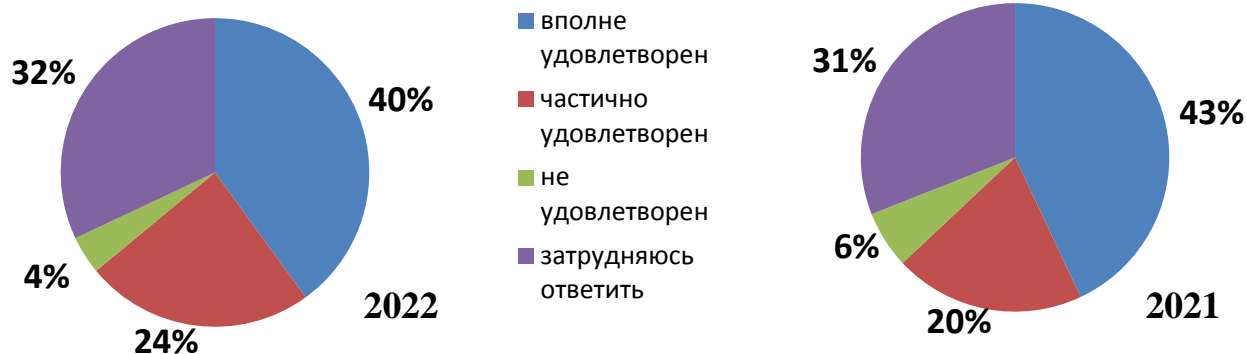 32%
40%
4%
24%
2022
вполне
удовлетворен
частично
удовлетворен
не
удовлетворен
затрудняюсь
ответить
31%
43%
6%
20%
2021